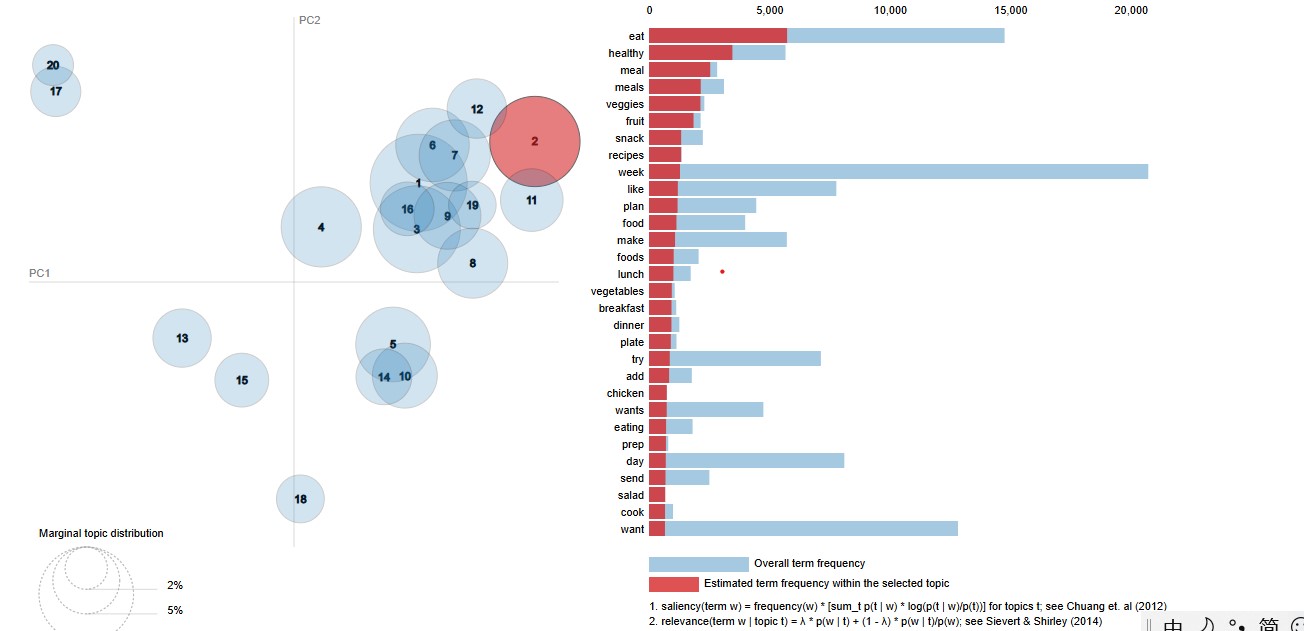 PC2
PC1
20
17
12
2
6
7
1
16
9
19
11
3
4
8
13
15
5
14
10
18
Marginal topic distribution
2%
5%
0
5,000
10,000
15,000
20,000
eat
healthy
meal
meals
veggies
fruit
snack
recipes
week
like
plan
food
make
foods
lunch
vegetables
breakfast
dinner
plate
try
add
chicken
wants
eating
prep
day
send
salad
cook
want
Overall term frequency
Estimated term frequency within the selected topic
1. saliency(term w) = frequency(w) * [sum_t p(t | w) * log(p(t | w)/p(t))] for topics t; see Chuang et. al (2012)
2. relevance(term w | topic t) = λ * p(w | t) + (1 - λ) * p(w | t)/p(w); see Sievert & Shirley (2014)
中 简